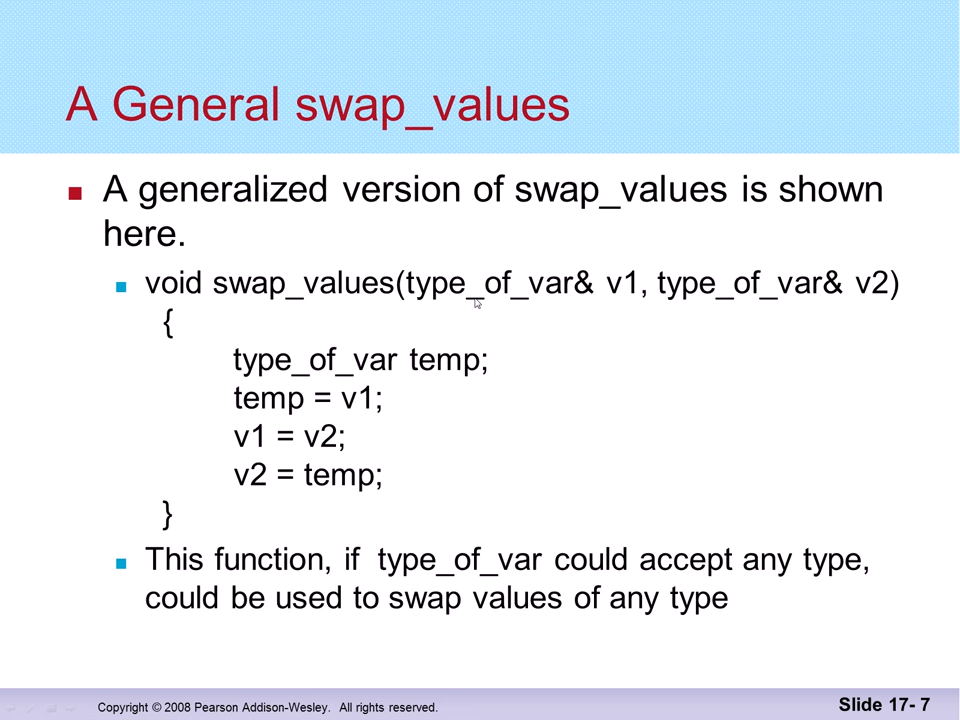 A General swap_values
A generalized version of swap_values is shown
here.
void swap_values(type_of_var& v1, type_of_var& v2)
{
type_of_var temp;
temp = v1;
v1 = v2;
v2 = temp;
}
This function, if type_of_var could accept any type,
could be used to swap values of any type
Copyright © 2008 Pearson Addison-Wesley. All rights reserved.
Slide 17- 7